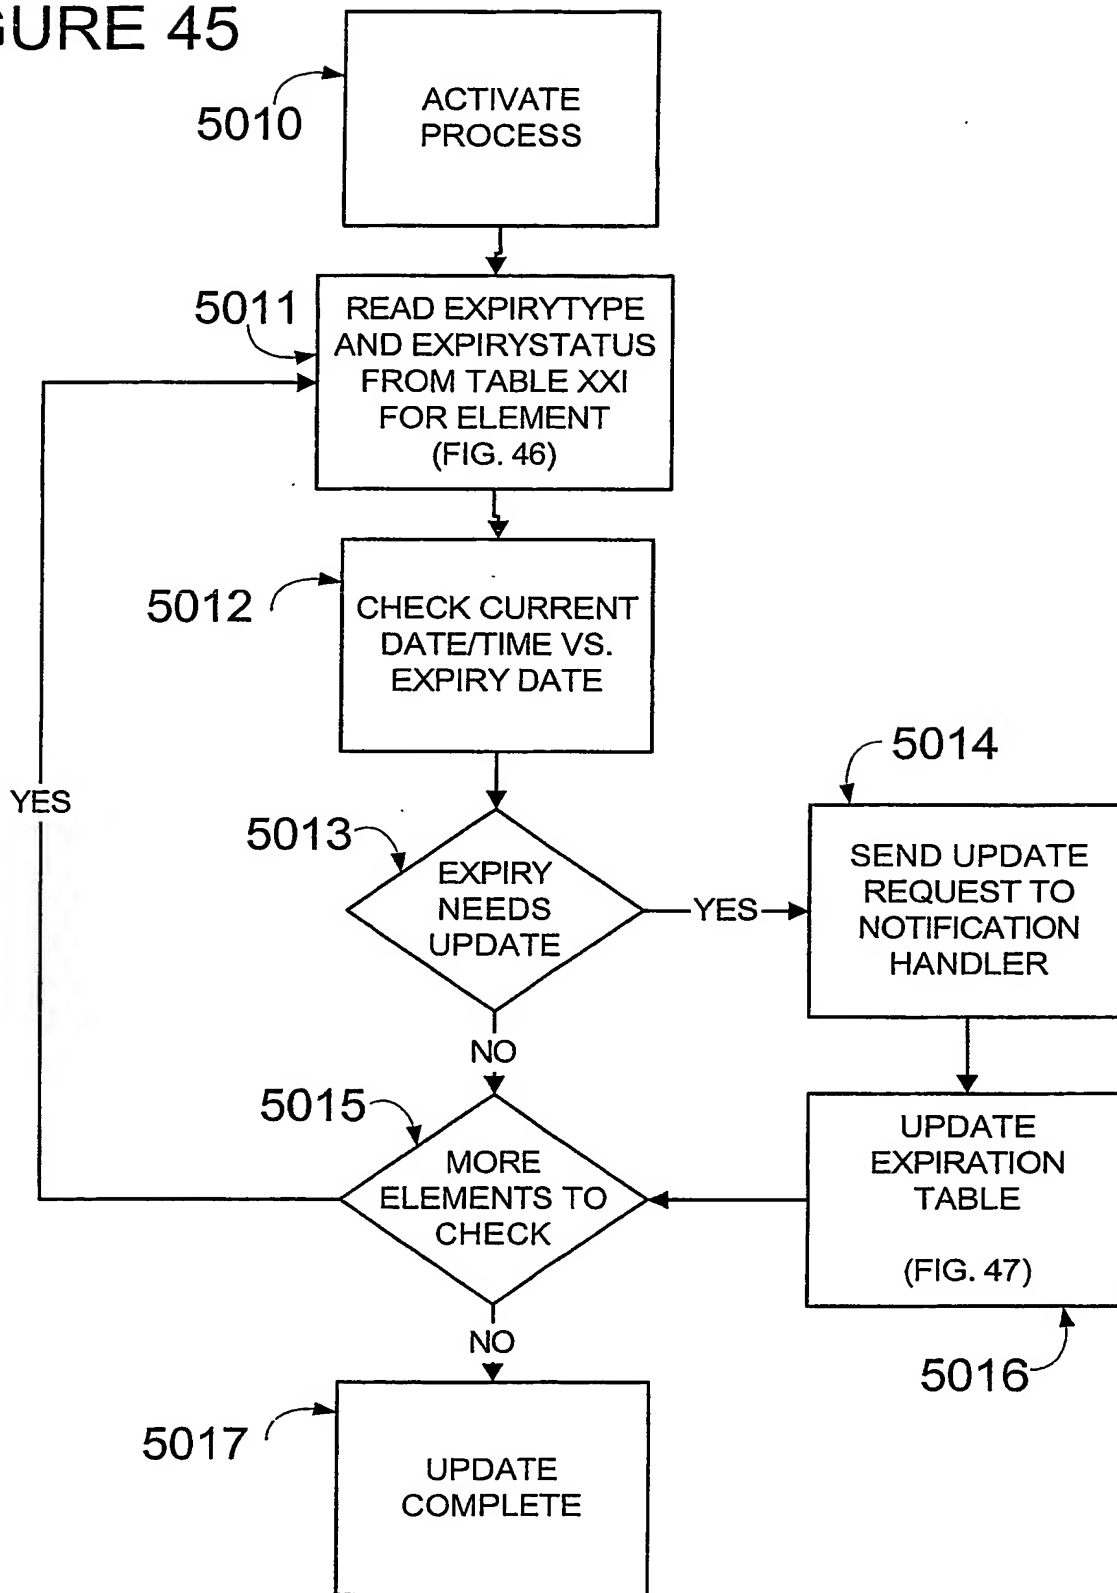 GURE 45
5010
ACTIVATE
PROCESS
5011
READ EXPIRYTYPE
AND EXPIRYSTATUS
FROM TABLE XXI
FOR ELEMENT
(FIG. 46)
5012
CHECK CURRENT
DATE/TIME VS.
EXPIRY DATE
5013
EXPIRY
NEEDS
UPDATE
YES
5014
SEND UPDATE
REQUEST TO
NOTIFICATION
HANDLER
YES
NO
5015
MORE
ELEMENTS TO
CHECK
UPDATE
EXPIRATION
TABLE
(FIG. 47)
5016
NO
5017
UPDATE
COMPLETE